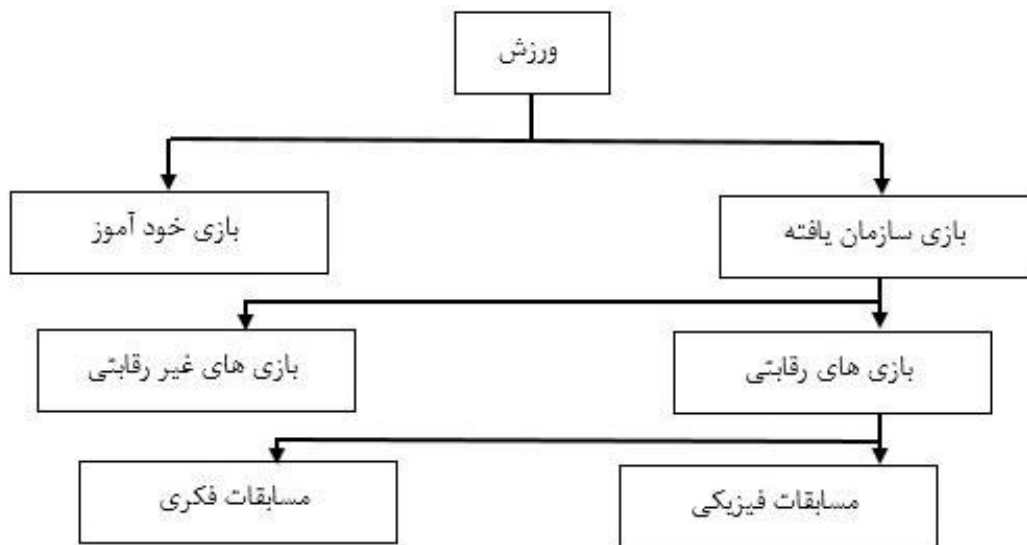 ورزش
بازی سازمان یافته
بازی خود آموز
بازی های رقابتی
بازی های غیر رقابتی
مسابقات فیزیکی
مسابقات فکری